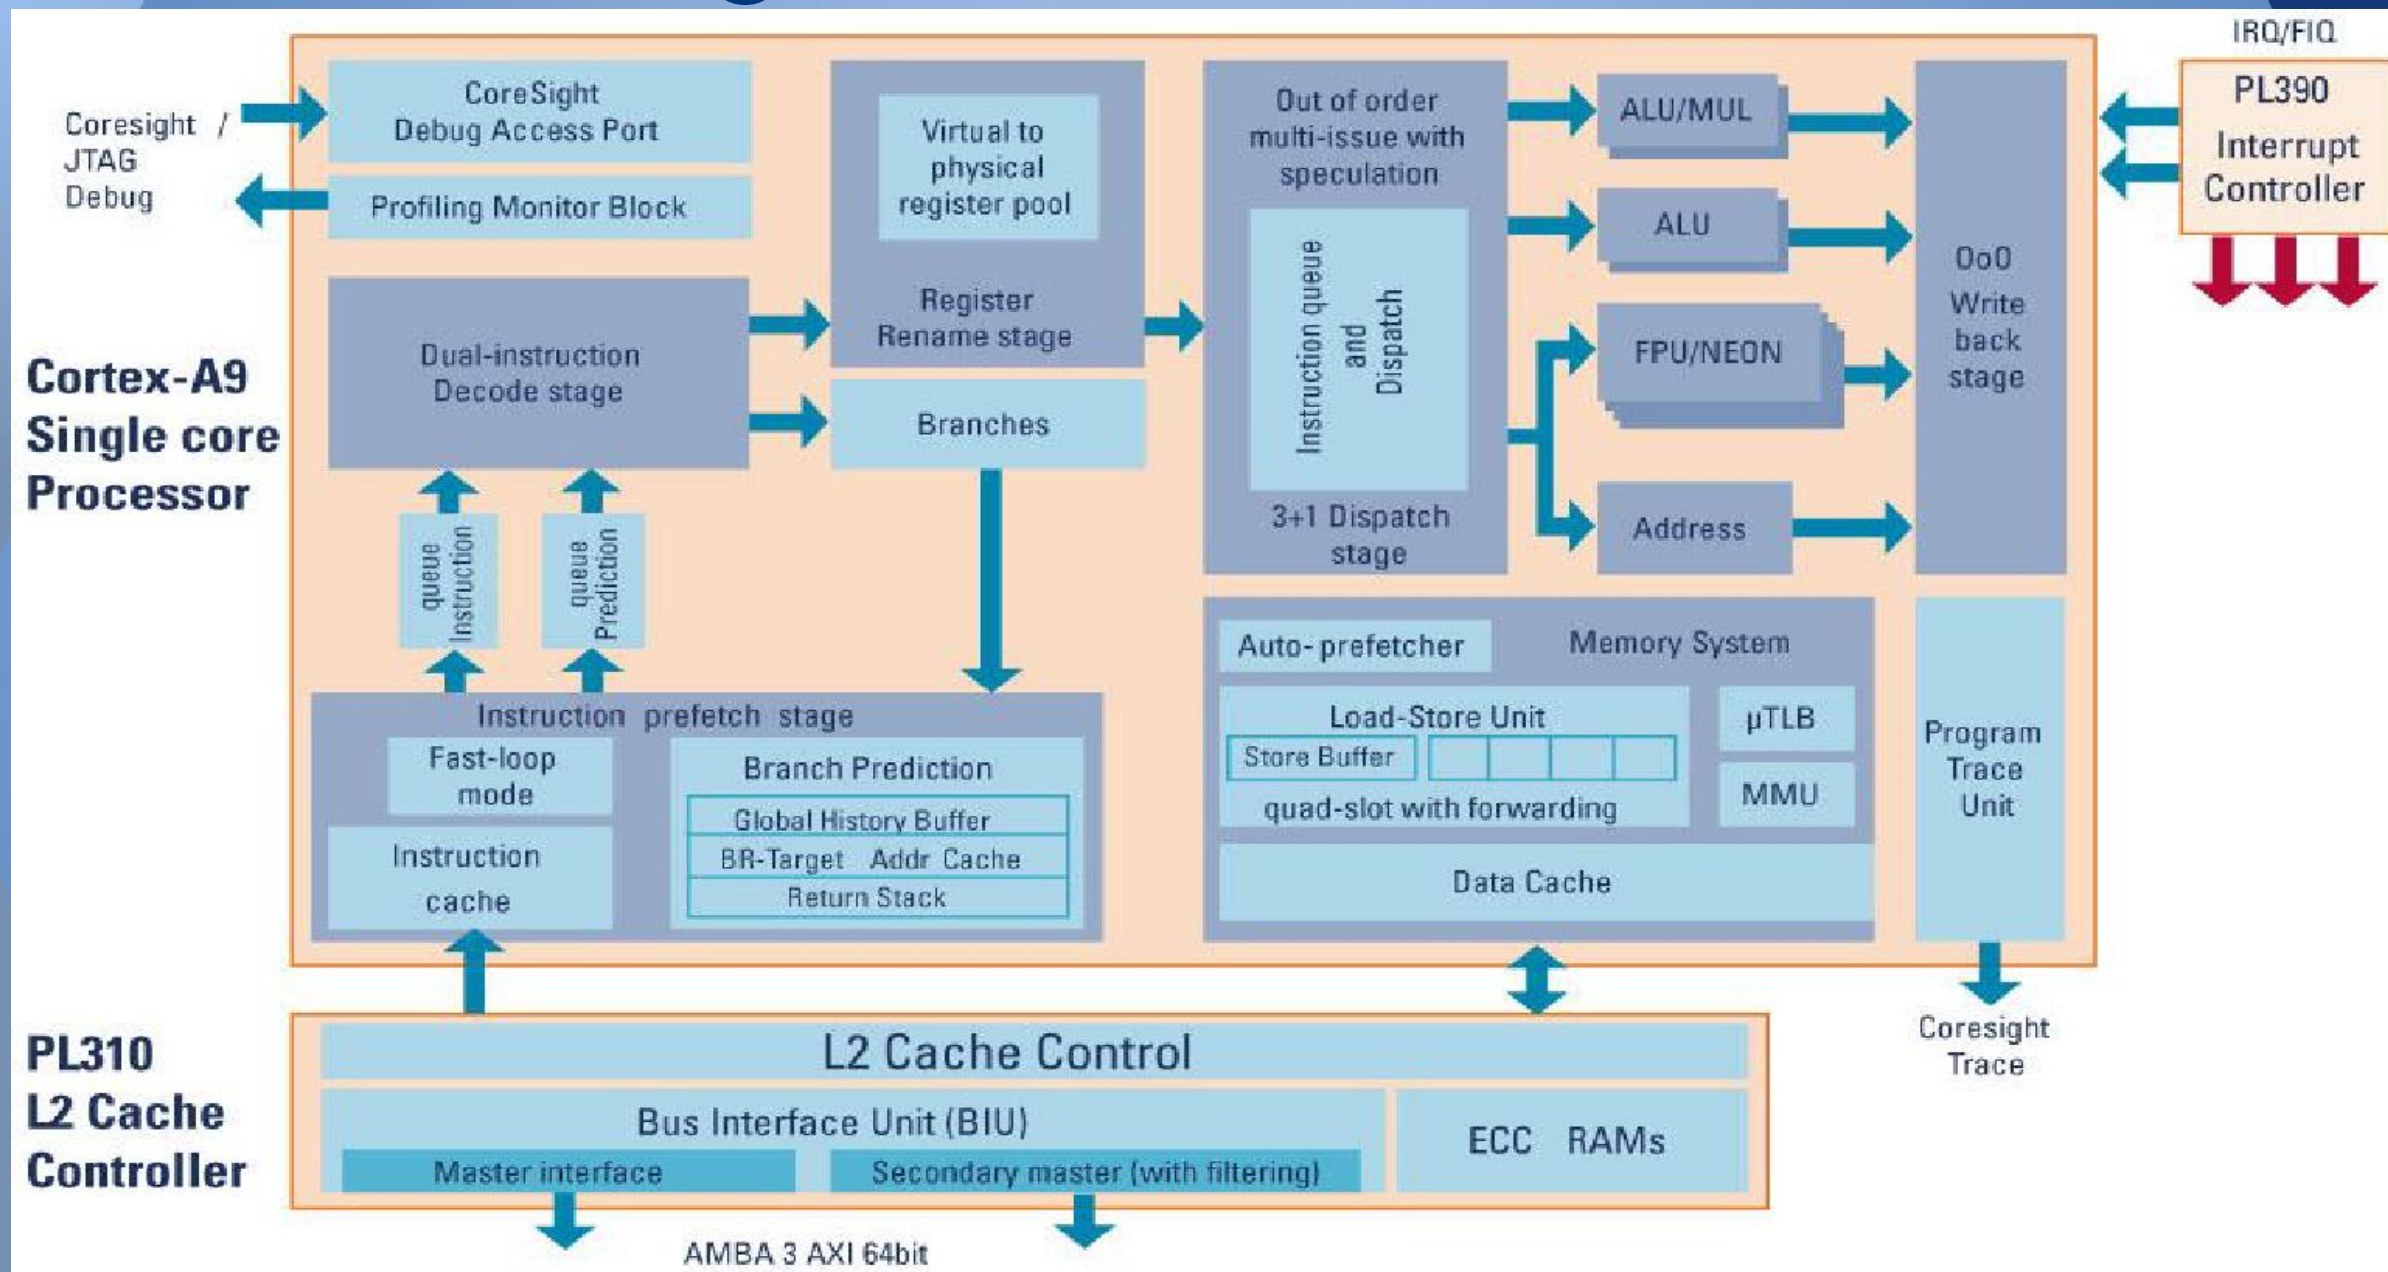 IRQ/FIQ
PL390
Interrupt
Controller
Coresight /
JTAG
Debug
CoreSight
Debug Access Port
Profiling Monitor Block
Virtual to
physical
register pool
Register
Rename stage
Out of order
multi-issue with
speculation
Instruction queue
and
Dispatch
3+1 Dispatch
stage
ALU/MUL
ALU
FPU/NEON
Address
OoO
Write
back
stage
Cortex-A9
Single core
Processor
Dual-instruction
Decode stage
Branches
queue
Instruction
queue
Prediction
Instruction prefetch stage
Fast-loop
mode
Instruction
cache
Branch Prediction
Global History Buffer
BR-Target Addr Cache
Return Stack
Auto-prefetcher
Memory System
Load-Store Unit
Store Buffer
quad-slot with forwarding
µTLB
MMU
Data Cache
Program
Trace
Unit
Coresight
Trace
PL310
L2 Cache
Controller
L2 Cache Control
Bus Interface Unit (BIU)
Master interface
Secondary master (with filtering)
ECC RAMs
AMBA 3 AXI 64bit